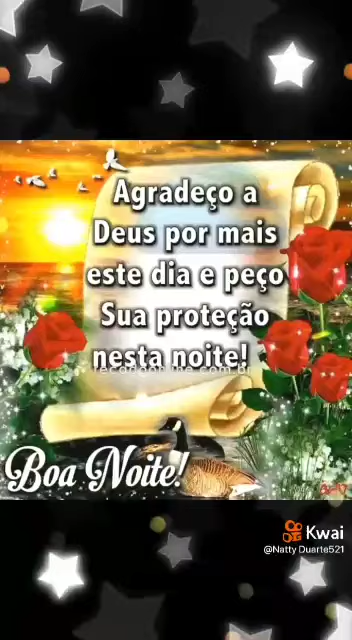 Agradeço a
Deus por mais
este dia e peço
Sua proteção
nesta noite!
Boa Noite!
Kwai
@Natty Duarte521